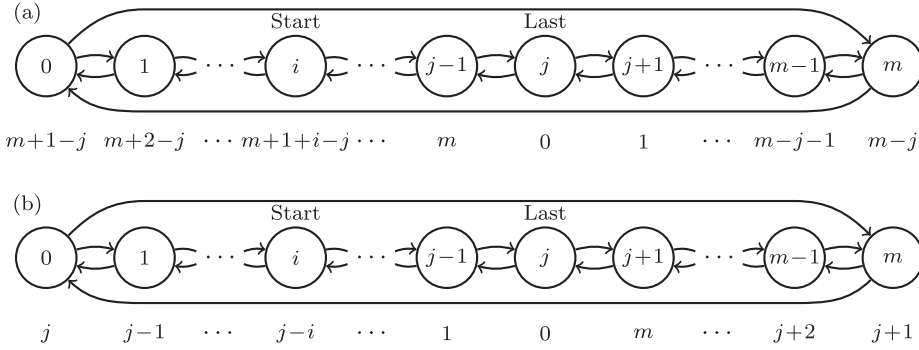 (a) Start Last
0 1 ··· i ··· j−1 j j+1 ··· m−1 m
m+1−j m+2−j ··· m+1+i−j ··· m 0 1 ··· m−j−1 m−j
(b) Start Last
0 1 ··· i ··· j−1 j j+1 ··· m−1 m
j j−1 ··· j−i ··· 1 0 m ··· j+2 j+1